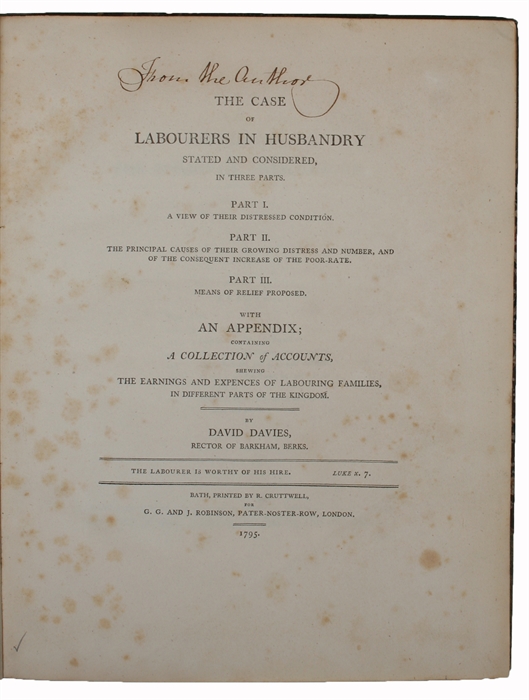 From the Author
THE CASE
OF
LABOURERS IN HUSBANDRY
STATED AND CONSIDERED,
IN THREE PARTS.
PART I.
A VIEW OF THEIR DISTRESSED CONDITION.
PART II.
THE PRINCIPAL CAUSES OF THEIR GROWING DISTRESS AND NUMBER, AND
OF THE CONSEQUENT INCREASE OF THE POOR-RATE.
PART III.
MEANS OF RELIEF PROPOSED.
WITH
AN APPENDIX;
CONTAINING
A COLLECTION of ACCOUNTS,
SHEWING
THE EARNINGS AND EXPENCES OF LABOURING FAMILIES,
IN DIFFERENT PARTS OF THE KINGDOM.
BY
DAVID DAVIES,
RECTOR OF BARKHAM, BERKS.
THE LABOURER IS WORTHY OF HIS HIRE. LUKE X. 7.
BATH, PRINTED BY R. CRUTTWELL,
FOR
G. G. AND J. ROBINSON, PATER-NOSTER-ROW, LONDON.
1795.